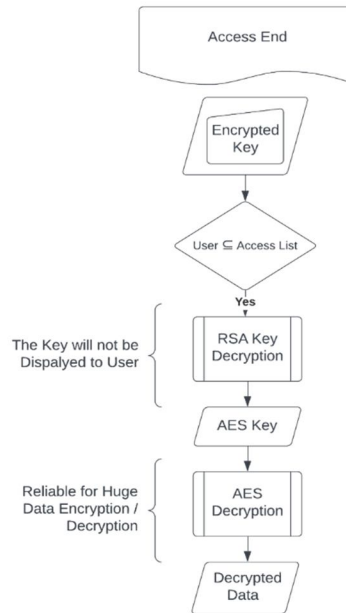 Access End
Encrypted
Key
User ⊆ Access List
Yes
The Key will not be
Dispalyed to User
RSA Key
Decryption
AES Key
Reliable for Huge
Data Encryption /
Decryption
AES
Decryption
Decrypted
Data